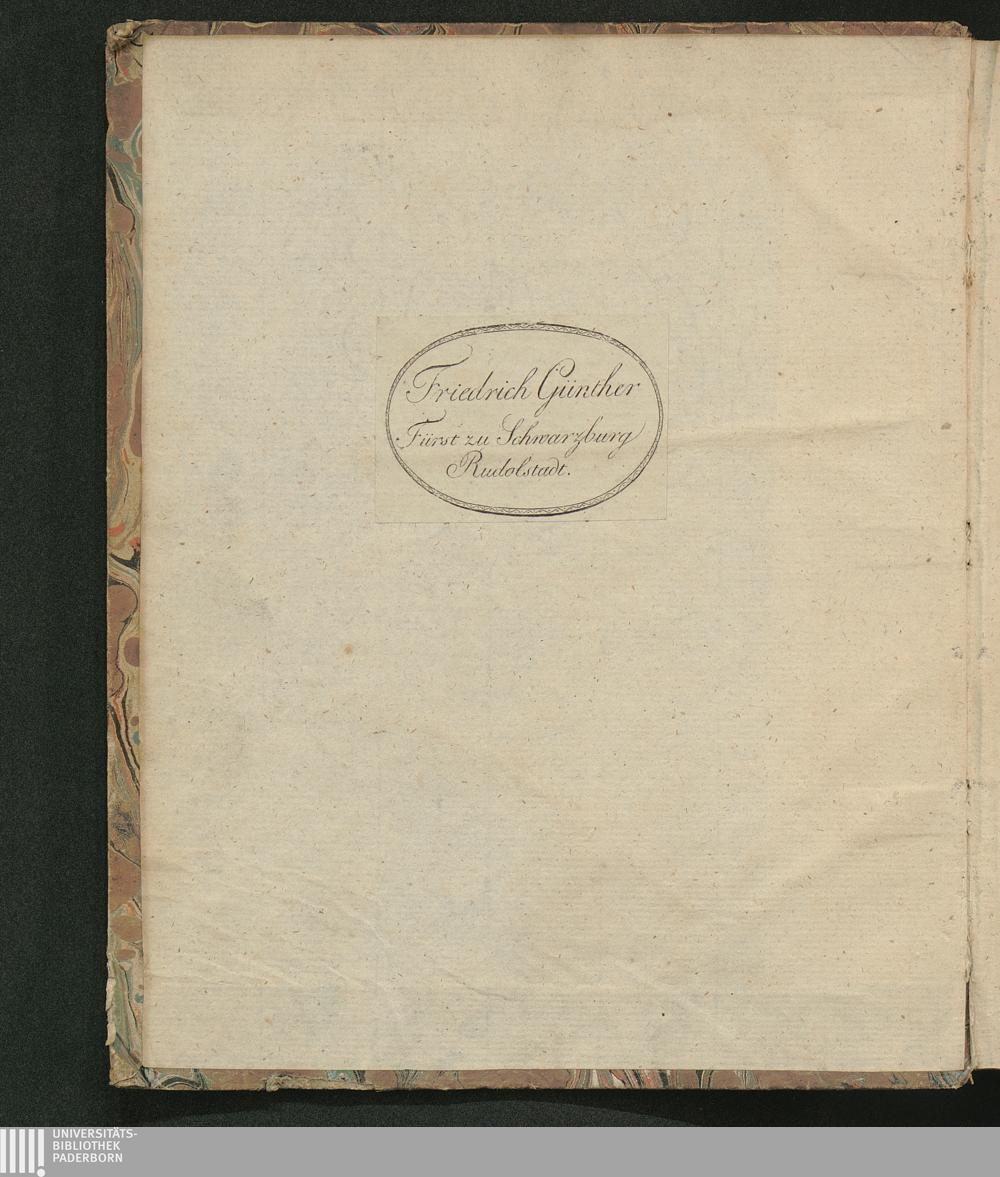 Friedrich Günther
Fürst zu Schwarzburg
Rudolstadt.
UNIVERSITÄTS-
BIBLIOTHEK
PADERBORN